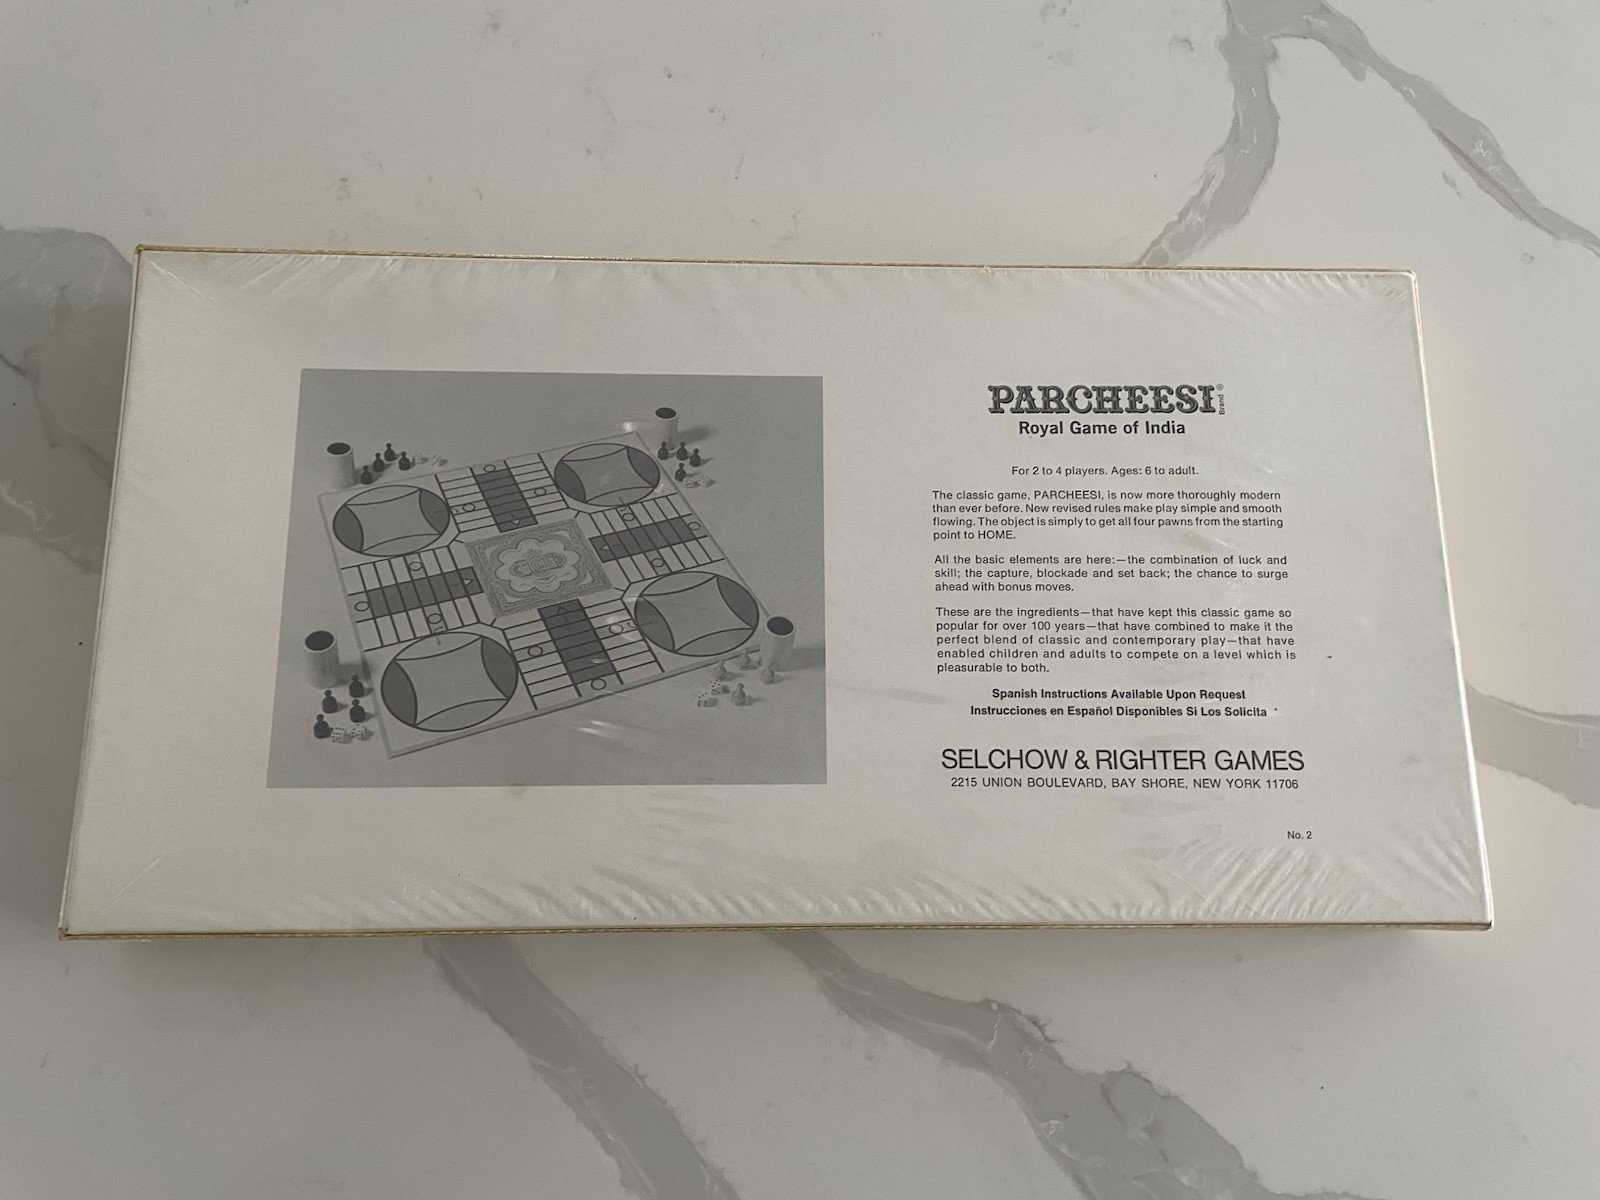 PARCHEESI® Brand
Royal Game of India
For 2 to 4 players. Ages: 6 to adult.
The classic game, PARCHEESI, is now more thoroughly modern
than ever before. New revised rules make play simple and smooth
flowing. The object is simply to get all four pawns from the starting
point to HOME.
All the basic elements are here:—the combination of luck and
skill; the capture, blockade and set back; the chance to surge
ahead with bonus moves.
These are the ingredients—that have kept this classic game so
popular for over 100 years—that have combined to make it the
perfect blend of classic and contemporary play—that have
enabled children and adults to compete on a level which is
pleasurable to both.
Spanish Instructions Available Upon Request
Instrucciones en Español Disponibles Si Los Solicita
SELCHOW & RIGHTER GAMES
2215 UNION BOULEVARD, BAY SHORE, NEW YORK 11706
No. 2